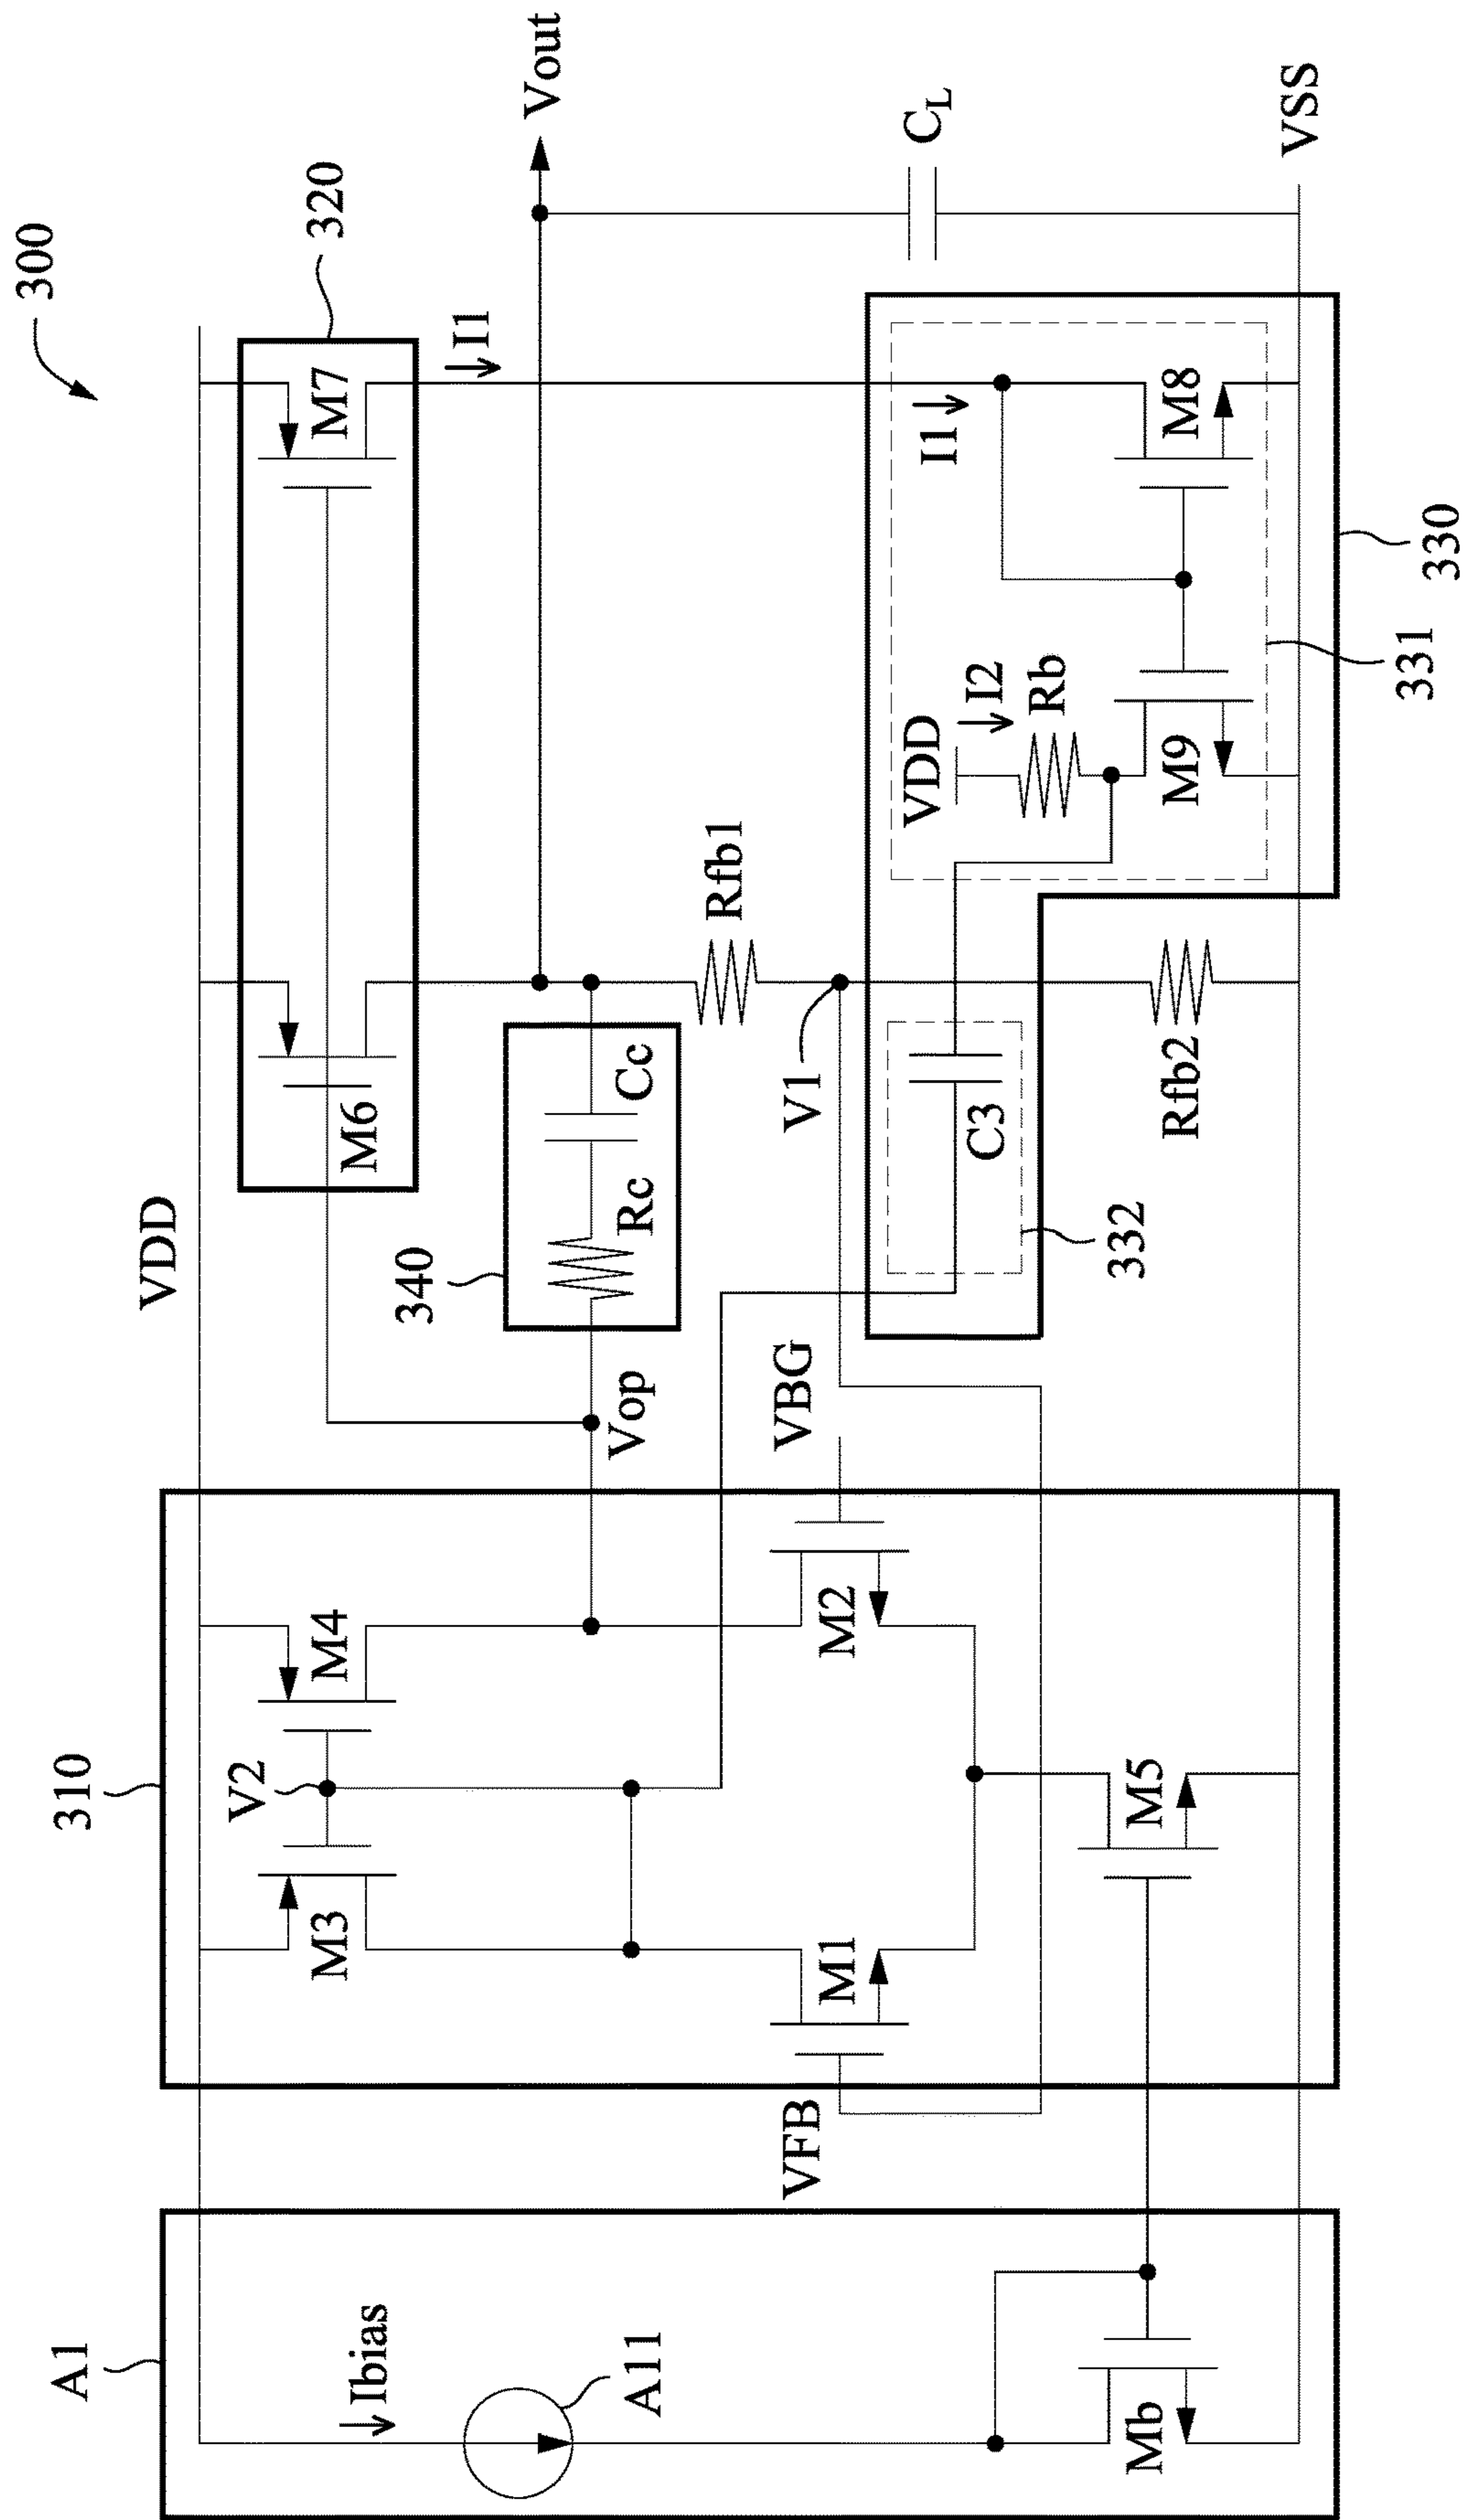 300
A1
Ibias
A11
Mb
310
V2
M3
M4
M1
M2
M5
VFB
VBG
VDD
Vop
340
Rc
Cc
M6
M7
320
I1
Vout
Rfb1
V1
Rfb2
C3
332
VDD
I2
Rb
M9
I1
M8
331
330
CL
VSS